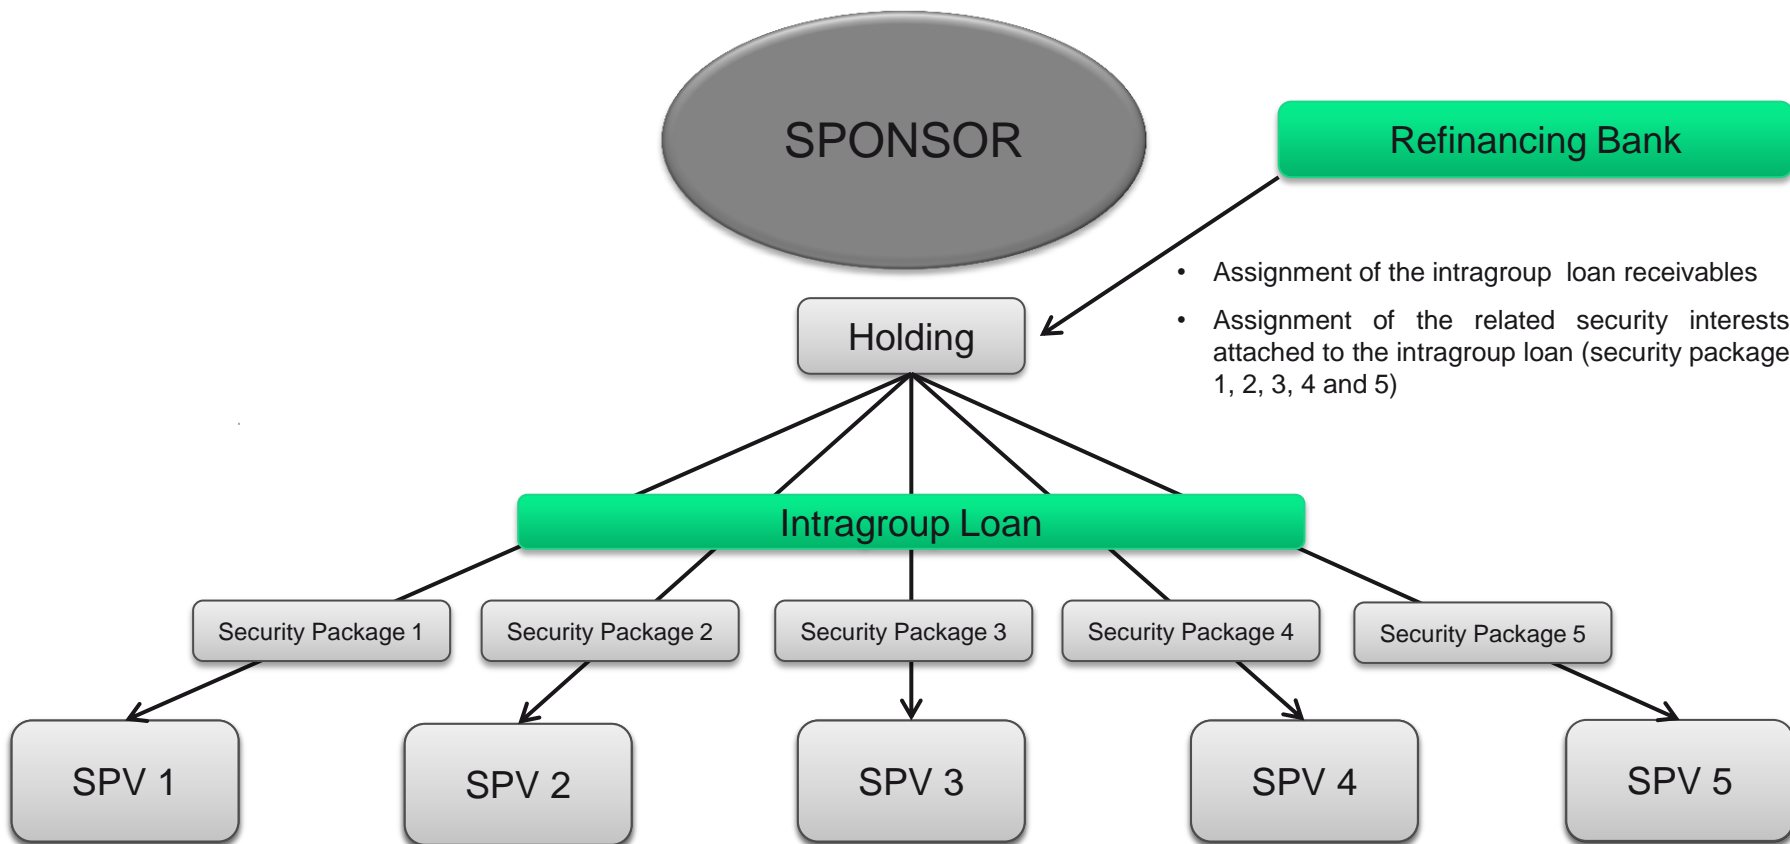 SPONSOR
Refinancing Bank
• Assignment of the intragroup loan receivables
• Assignment of the related security interests
attached to the intragroup loan (security package
1, 2, 3, 4 and 5)
Holding
Intragroup Loan
Security Package 1
Security Package 2
Security Package 3
Security Package 4
Security Package 5
SPV 1
SPV 2
SPV 3
SPV 4
SPV 5